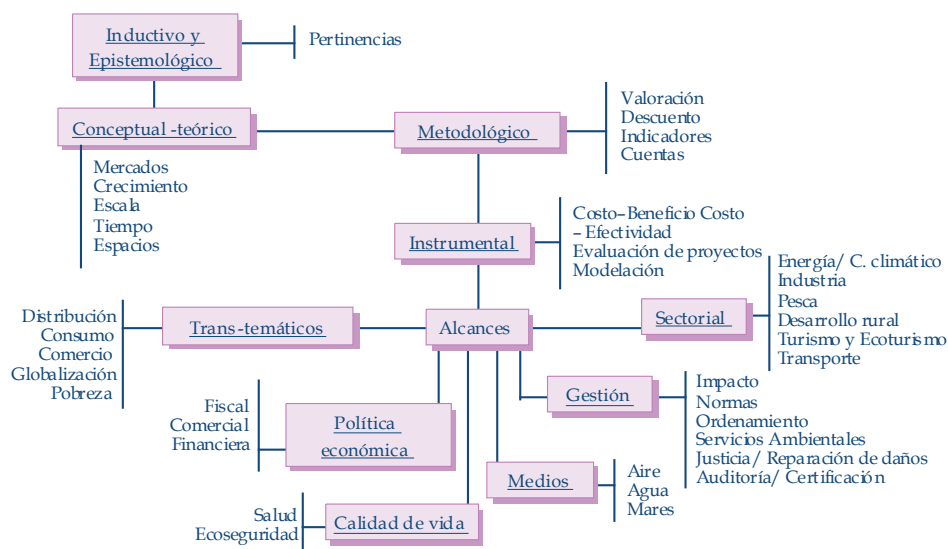 Inductivo y
Epistemológico
Pertinencias
Conceptual -teórico
Metodológico
Valoración
Descuento
Indicadores
Cuentas
Mercados
Crecimiento
Escala
Tiempo
Espacios
Instrumental
Costo–Beneficio Costo
– Efectividad
Evaluación de proyectos
Modelación
Distribución
Consumo
Comercio
Globalización
Pobreza
Trans-temáticos
Alcances
Sectorial
Energía/ C. climático
Industria
Pesca
Desarrollo rural
Turismo y Ecoturismo
Transporte
Fiscal
Comercial
Financiera
Política
económica
Gestión
Impacto
Normas
Ordenamiento
Servicios Ambientales
Justicia/ Reparación de daños
Auditoría/ Certificación
Medios
Aire
Agua
Mares
Salud
Ecoseguridad
Calidad de vida